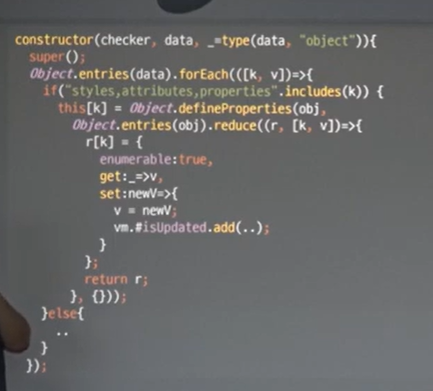 constructor(checker, data, _=type(data, "object")){
super();
Object.entries(data).forEach(([k, v])=>{
if("styles,attributes,properties".includes(k)) {
this[k] = Object.defineProperties(obj,
Object.entries(obj).reduce((r, [k, v])=>{
r[k] = {
enumerable:true,
get:_=>v,
set:newV=>{
v = newV;
vm.#isUpdated.add(..);
}
};
return r;
}, {}));
}else{
..
}
});